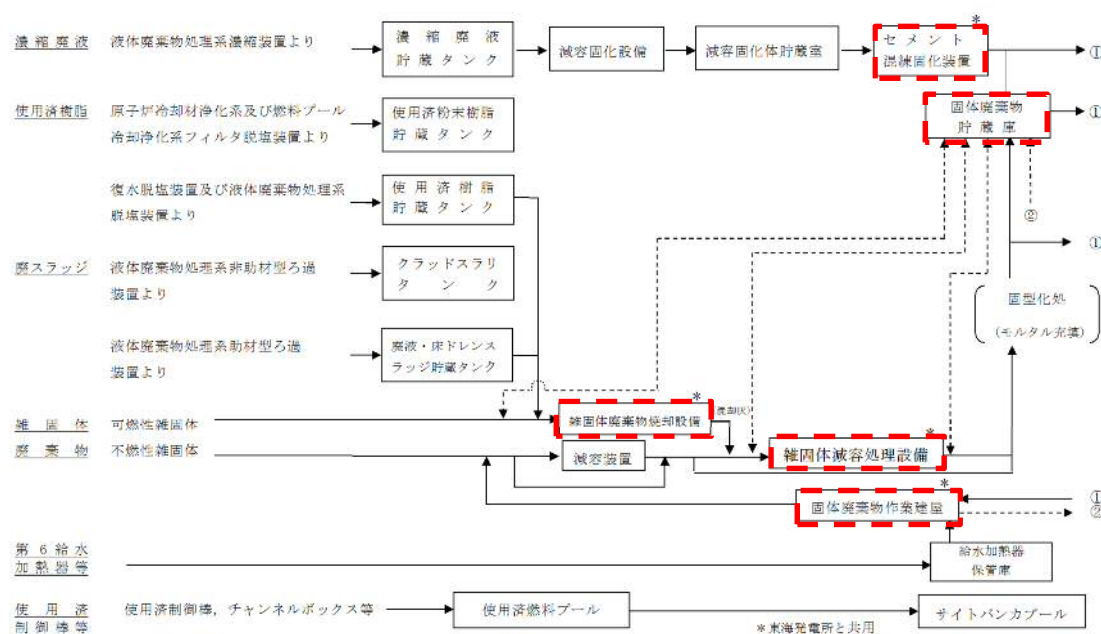 濃縮廃液 液体廃棄物処理系濃縮装置より
濃縮廃液
貯蔵タンク
減容固化設備
減容固化体貯蔵室
*
セメント
混練固化装置
①
使用済樹脂 原子炉冷却材浄化系及び燃料プール
冷却浄化系フィルタ脱塩装置より
使用済粉末樹脂
貯蔵タンク
固体廃棄物
貯蔵庫
①
復水脱塩装置及び液体廃棄物処理系
脱塩装置より
使用済樹脂
貯蔵タンク
②
①
廃スラッジ 液体廃棄物処理系非助材型ろ過
装置より
クラッドスラリ
タンク
固型化処
(モルタル充填)
液体廃棄物処理系助材型ろ過
装置より
廃液・床ドレンス
ラッジ貯蔵タンク
雑固体 可燃性雑固体
廃棄物 不燃性雑固体
*
雑固体廃棄物焼却設備
減容装置
*
雑固体減容処理設備
*
固体廃棄物作業建屋
①
②
第6給水
加熱器等
給水加熱器
保管庫
使用済
制御棒等
使用済制御棒，チャンネルボックス等
使用済燃料プール
サイトバンカプール
*東海発電所と共用